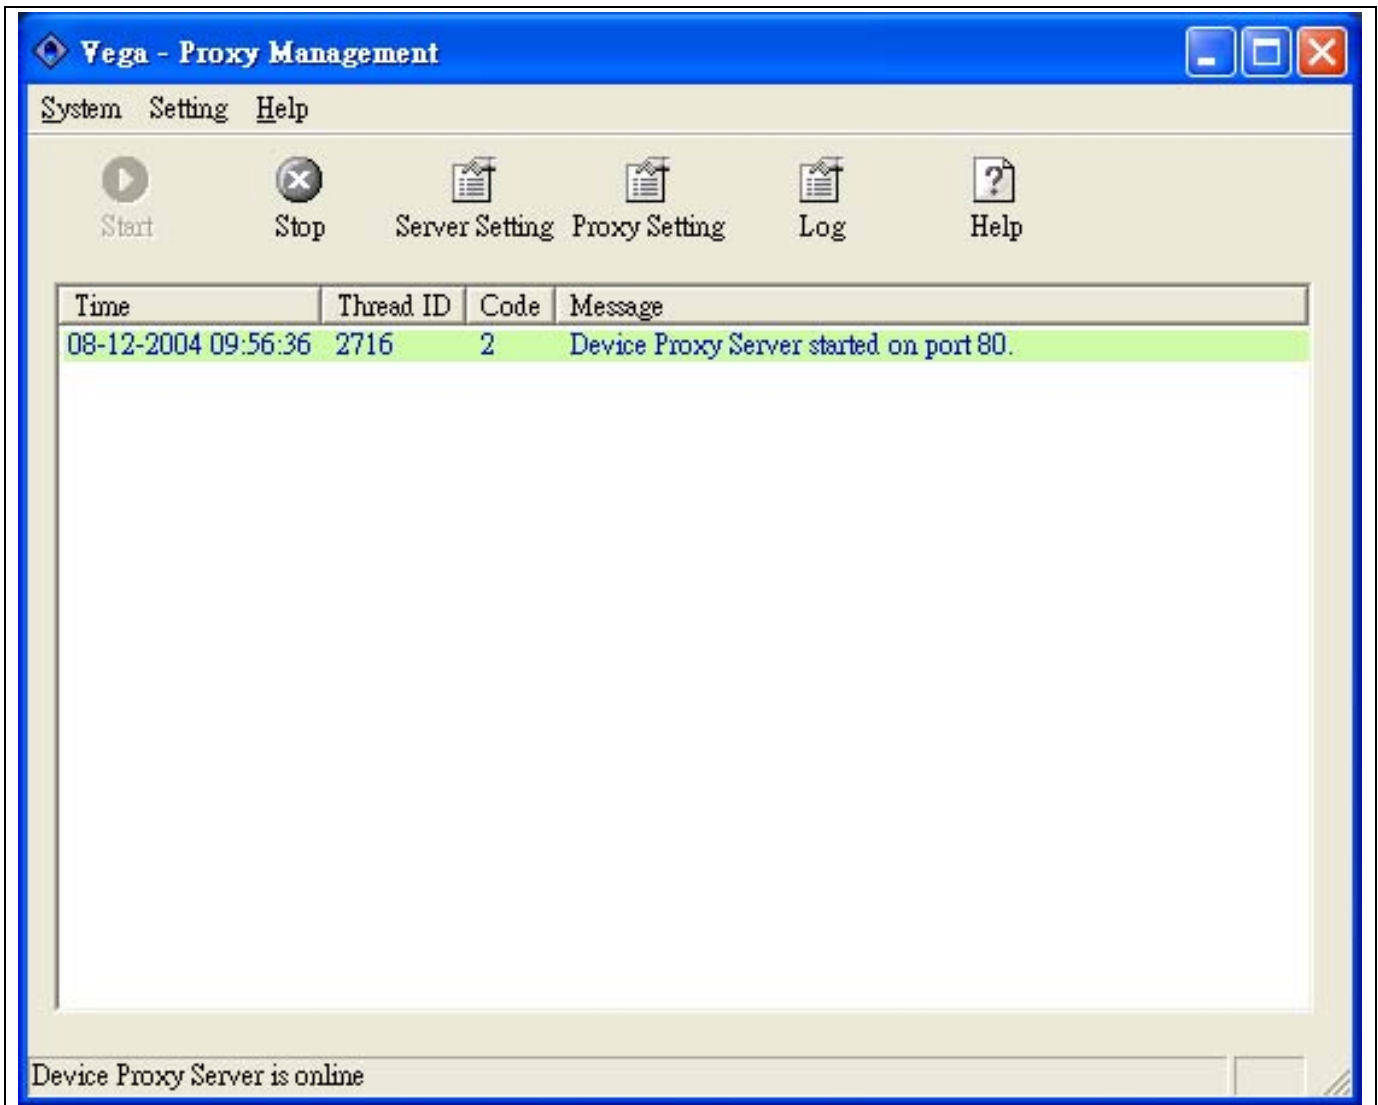 Vega - Proxy Management
System Setting Help
Start Stop Server Setting Proxy Setting Log Help
Time Thread ID Code Message
08-12-2004 09:56:36 2716 2 Device Proxy Server started on port 80.
Device Proxy Server is online